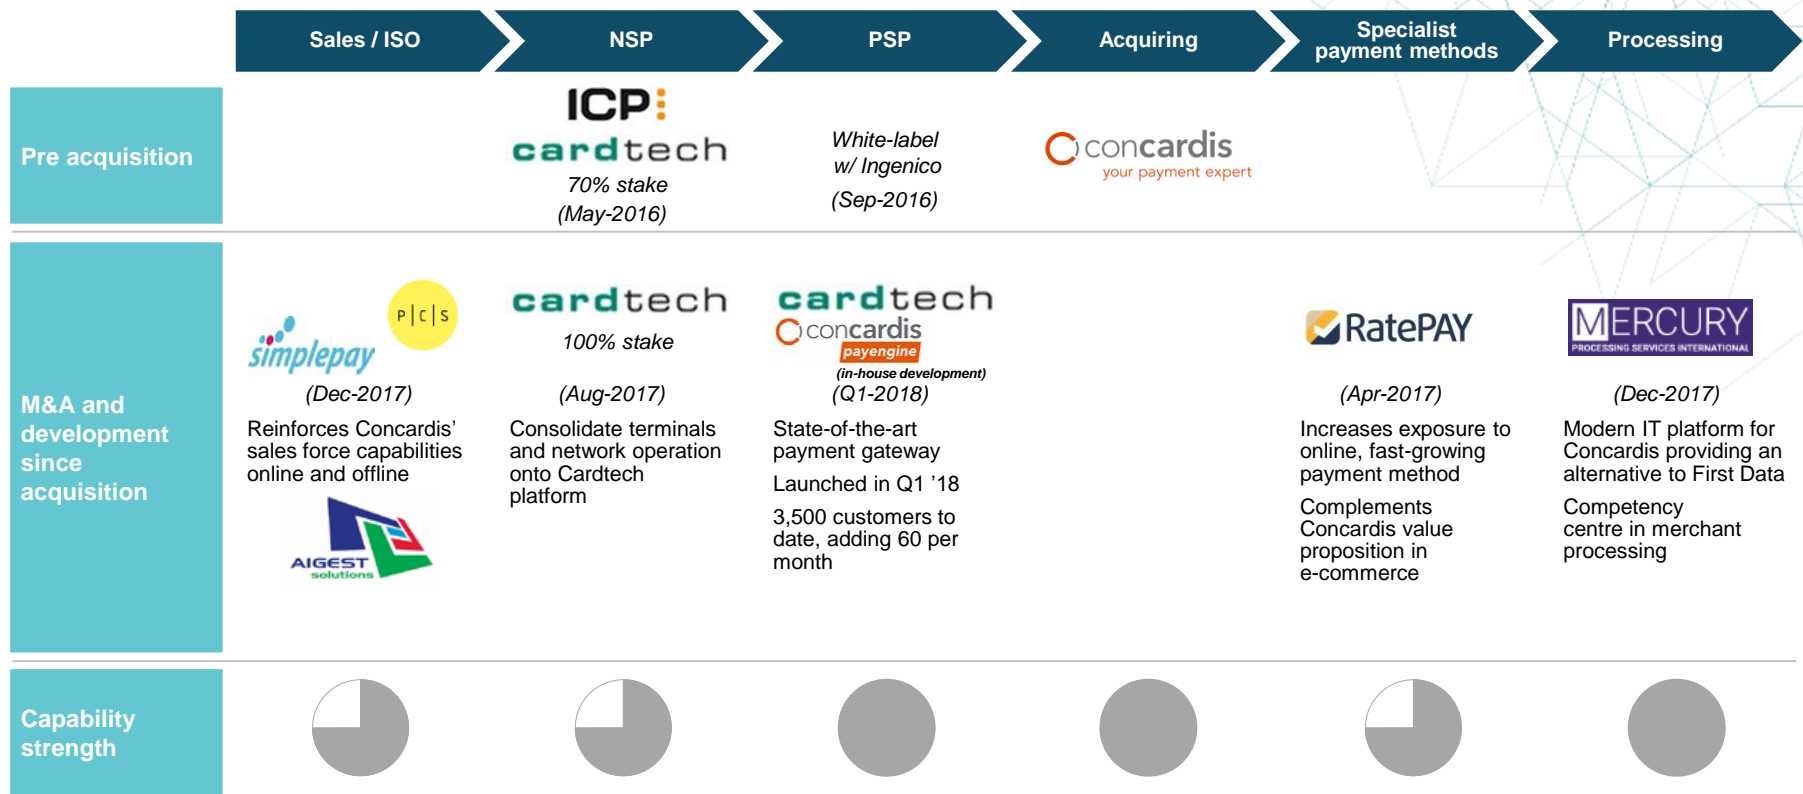 Sales / ISO
NSP
PSP
Acquiring
Specialist
payment methods
Processing
Pre acquisition
ICP
cardtech
70% stake
(May-2016)
White-label
w/ Ingenico
(Sep-2016)
concardis
your payment expert
M&A and
development
since
acquisition
simplepay
P|C|S
(Dec-2017)
Reinforces Concardis’
sales force capabilities
online and offline
AIGEST
solutions
cardtech
100% stake
(Aug-2017)
Consolidate terminals
and network operation
onto Cardtech
platform
cardtech
concardis
payengine
(in-house development)
(Q1-2018)
State-of-the-art
payment gateway
Launched in Q1 ’18
3,500 customers to
date, adding 60 per
month
RatePAY
(Apr-2017)
Increases exposure to
online, fast-growing
payment method
Complements
Concardis value
proposition in
e-commerce
MERCURY
PROCESSING SERVICES INTERNATIONAL
(Dec-2017)
Modern IT platform for
Concardis providing an
alternative to First Data
Competency
centre in merchant
processing
Capability
strength